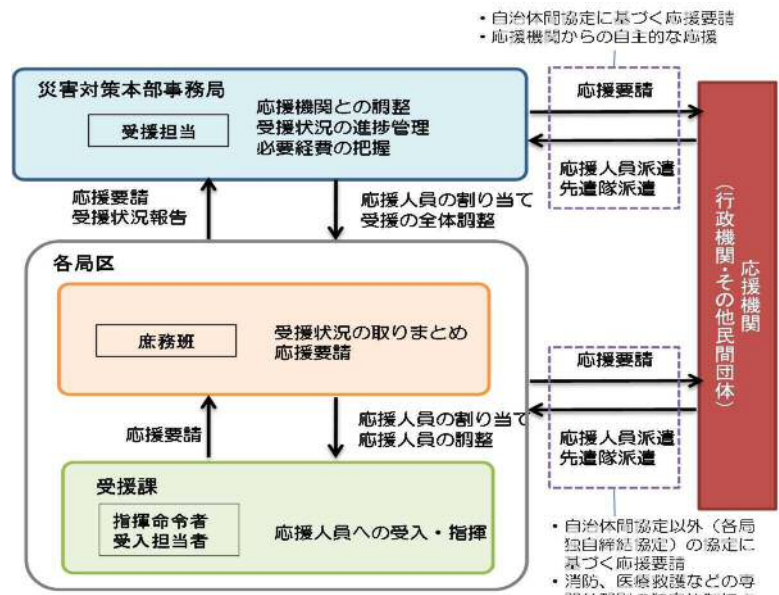 ・自治体間協定に基づく応援要請
・応援機関からの自主的な応援
災害対策本部事務局
受援担当
応援機関との調整
受援状況の進捗管理
必要経費の把握
応援要請
応援人員派遣
先遣隊派遣
応援要請
受援状況報告
応援人員の割り当て
受援の全体調整
応援機関
（行政機関・その他民間団体）
各局区
庶務班
受援状況の取りまとめ
応援要請
応援要請
応援人員の割り当て
応援人員の調整
応援要請
応援人員派遣
先遣隊派遣
受援課
指揮命令者
受入担当者
応援人員への受入・指揮
・自治体間協定以外（各局
独自締結協定）の協定に
基づく応援要請
・消防、医療救護などの専